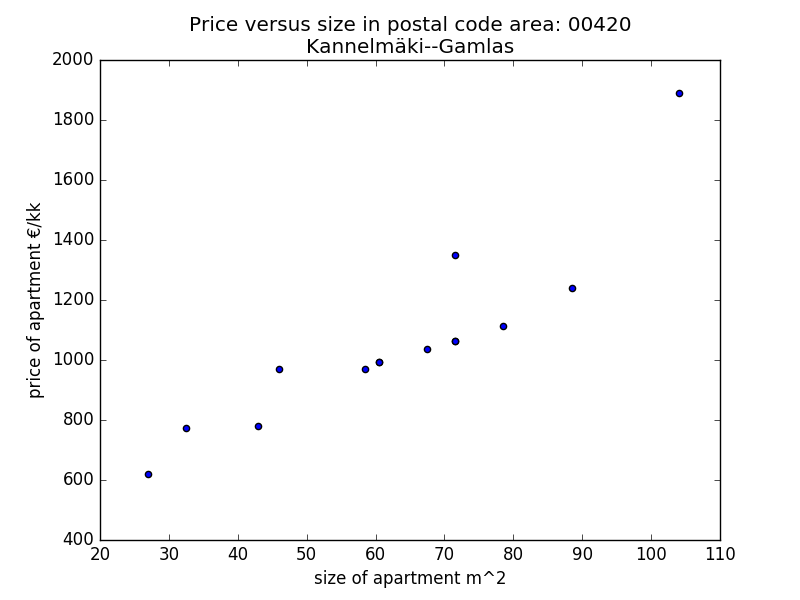 Price versus size in postal code area: 00420
Kannelmäki--Gamlas
2000
1800
1600
1400
1200
1000
800
600
400
price of apartment €/kk
20 30 40 50 60 70 80 90 100 110
size of apartment m^2